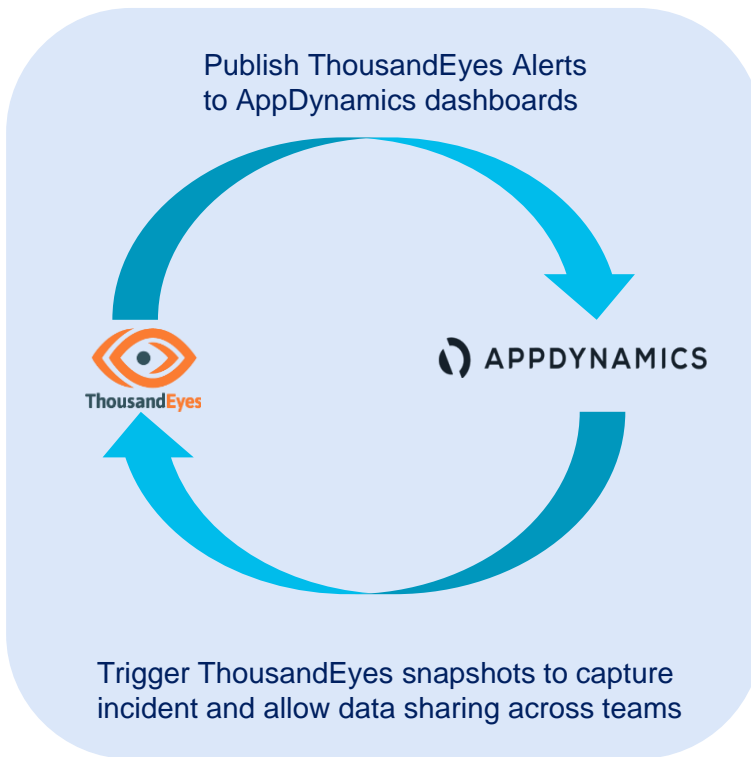 Publish ThousandEyes Alerts
to AppDynamics dashboards
ThousandEyes
APPDYNAMICS
Trigger ThousandEyes snapshots to capture
incident and allow data sharing across teams